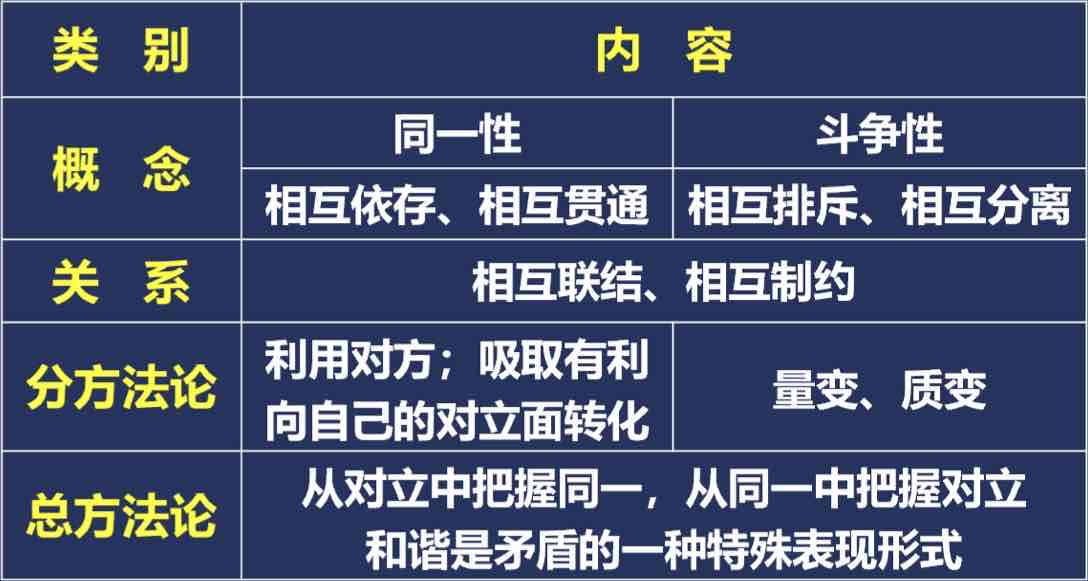 类 别
内 容
概 念
同一性
斗争性
相互依存、相互贯通
相互排斥、相互分离
关 系
相互联结、相互制约
分方法论
利用对方；吸取有利
向自己的对立面转化
量变、质变
总方法论
从对立中把握同一，从同一中把握对立
和谐是矛盾的一种特殊表现形式